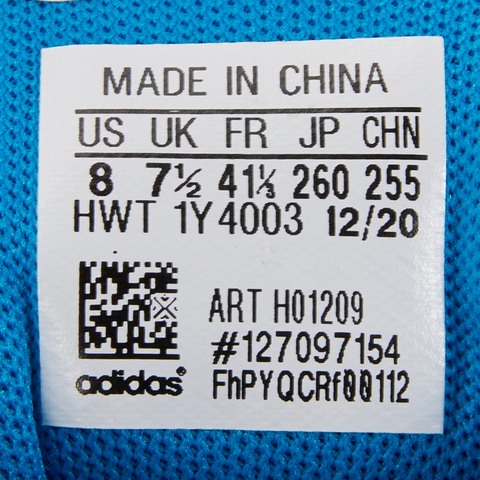 MADE IN CHINA
US UK FR JP CHN
8 7½ 41⅓ 260 255
HWT 1Y4003 12/20
ART H01209
#127097154
adidas® FhPYQCRf00112